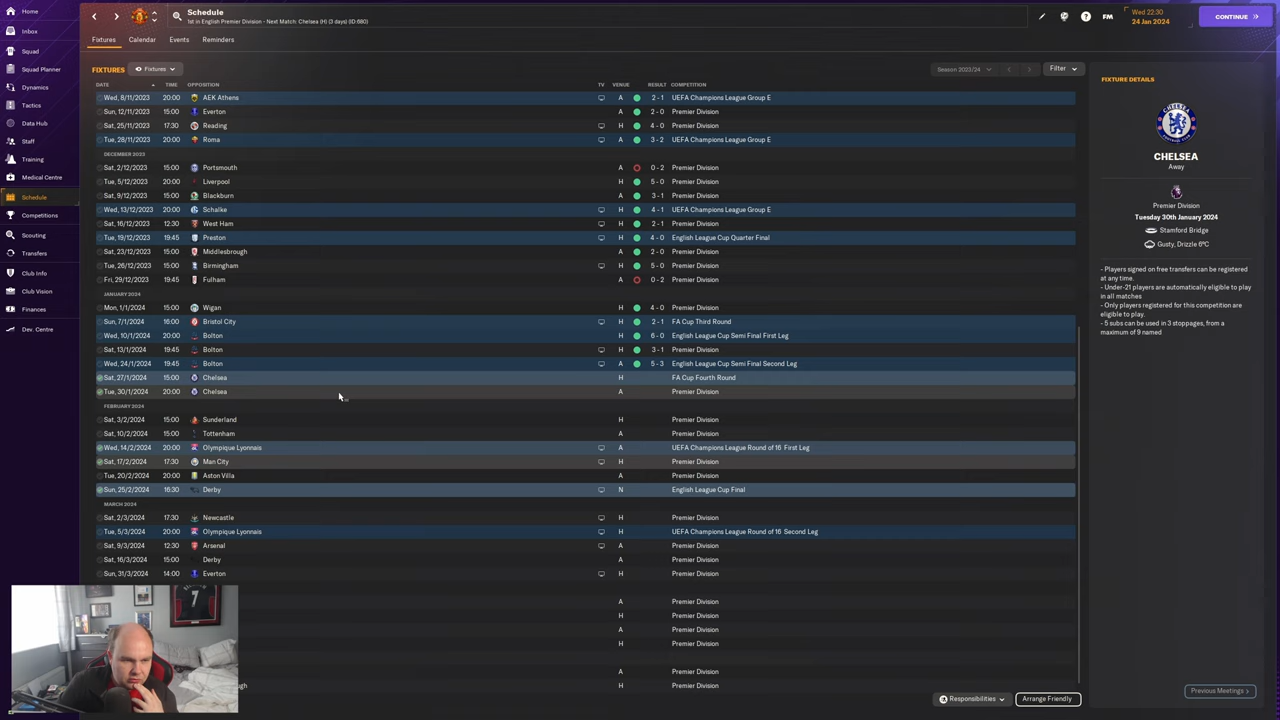 Home
Inbox
Squad
Squad Planner
Dynamics
Tactics
Data Hub
Staff
Training
Medical Centre
Schedule
Competitions
Scouting
Transfers
Club Info
Club Vision
Finances
Dev. Centre
Schedule
1st in English Premier Division - Next Match: Chelsea (H) (3 days) (ID:680)
FM
Wed 22:30
24 Jan 2024
CONTINUE
Fixtures Calendar Events Reminders
FIXTURES Fixtures Season 2023/24 Filter
DATE TIME OPPOSITION TV VENUE RESULT COMPETITION
Wed, 8/11/2023 20:00 AEK Athens A 2 - 1 UEFA Champions League Group E
Sun, 12/11/2023 15:00 Everton A 2 - 0 Premier Division
Sat, 25/11/2023 17:30 Reading H 4 - 0 Premier Division
Tue, 28/11/2023 20:00 Roma A 3 - 2 UEFA Champions League Group E
DECEMBER 2023
Sat, 2/12/2023 15:00 Portsmouth A 0 - 2 Premier Division
Tue, 5/12/2023 20:00 Liverpool H 5 - 0 Premier Division
Sat, 9/12/2023 15:00 Blackburn A 3 - 1 Premier Division
Wed, 13/12/2023 20:00 Schalke H 4 - 1 UEFA Champions League Group E
Sat, 16/12/2023 12:30 West Ham H 2 - 1 Premier Division
Tue, 19/12/2023 19:45 Preston H 4 - 0 English League Cup Quarter Final
Sat, 23/12/2023 15:00 Middlesbrough A 2 - 0 Premier Division
Tue, 26/12/2023 15:00 Birmingham H 5 - 0 Premier Division
Fri, 29/12/2023 19:45 Fulham A 0 - 2 Premier Division
JANUARY 2024
Mon, 1/1/2024 15:00 Wigan H 4 - 0 Premier Division
Sun, 7/1/2024 16:00 Bristol City H 2 - 1 FA Cup Third Round
Wed, 10/1/2024 20:00 Bolton H 6 - 0 English League Cup Semi Final First Leg
Sat, 13/1/2024 19:45 Bolton H 3 - 1 Premier Division
Wed, 24/1/2024 19:45 Bolton A 5 - 3 English League Cup Semi Final Second Leg
Sat, 27/1/2024 15:00 Chelsea H FA Cup Fourth Round
Tue, 30/1/2024 20:00 Chelsea A Premier Division
FEBRUARY 2024
Sat, 3/2/2024 15:00 Sunderland H Premier Division
Sat, 10/2/2024 15:00 Tottenham A Premier Division
Wed, 14/2/2024 20:00 Olympique Lyonnais A UEFA Champions League Round of 16 First Leg
Sat, 17/2/2024 17:30 Man City H Premier Division
Tue, 20/2/2024 20:00 Aston Villa A Premier Division
Sun, 25/2/2024 16:30 Derby N English League Cup Final
MARCH 2024
Sat, 2/3/2024 17:30 Newcastle H Premier Division
Tue, 5/3/2024 20:00 Olympique Lyonnais H UEFA Champions League Round of 16 Second Leg
Sat, 9/3/2024 12:30 Arsenal A Premier Division
Sat, 16/3/2024 15:00 Derby A Premier Division
Sun, 31/3/2024 14:00 Everton H Premier Division
A Premier Division
H Premier Division
A Premier Division
H Premier Division
A Premier Division
H Premier Division
Responsibilities Arrange Friendly
FIXTURE DETAILS
CHELSEA
Away
Premier Division
Tuesday 30th January 2024
Stamford Bridge
Gusty, Drizzle 6ºC
- Players signed on free transfers can be registered
at any time.
- Under-21 players are automatically eligible to play
in all matches
- Only players registered for this competition are
eligible to play.
- 5 subs can be used in 3 stoppages, from a
maximum of 9 named
Previous Meetings >
7